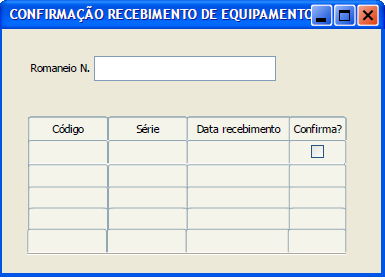 CONFIRMAÇÃO RECEBIMENTO DE EQUIPAMENTO
Romaneio N.
Código Série Data recebimento Confirma?